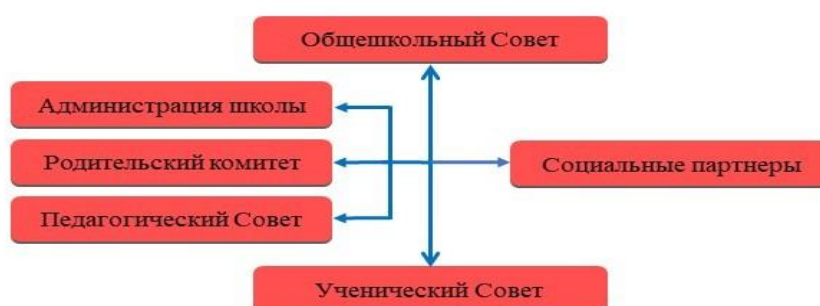 Общешкольный Совет
Администрация школы
Родительский комитет
Социальные партнеры
Педагогический Совет
Ученический Совет